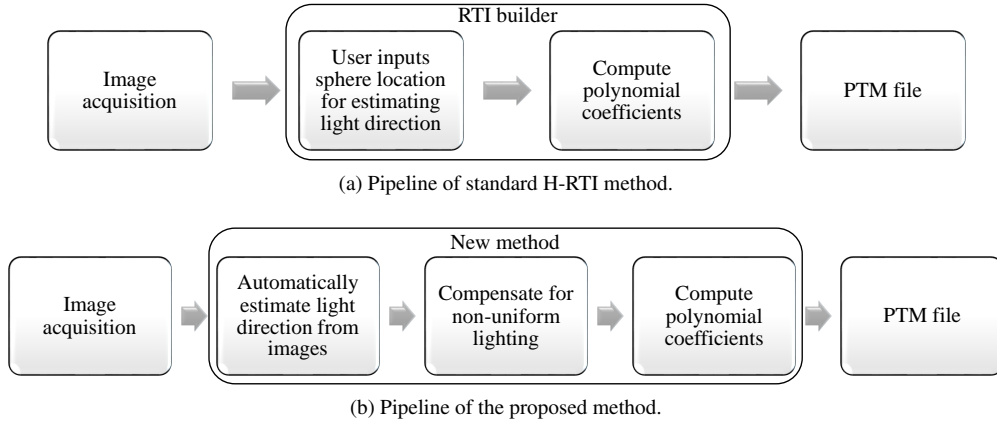 RTI builder
Image
acquisition
User inputs
sphere location
for estimating
light direction
Compute
polynomial
coefficients
PTM file
(a) Pipeline of standard H-RTI method.
New method
Image
acquisition
Automatically
estimate light
direction from
images
Compensate for
non-uniform
lighting
Compute
polynomial
coefficients
PTM file
(b) Pipeline of the proposed method.